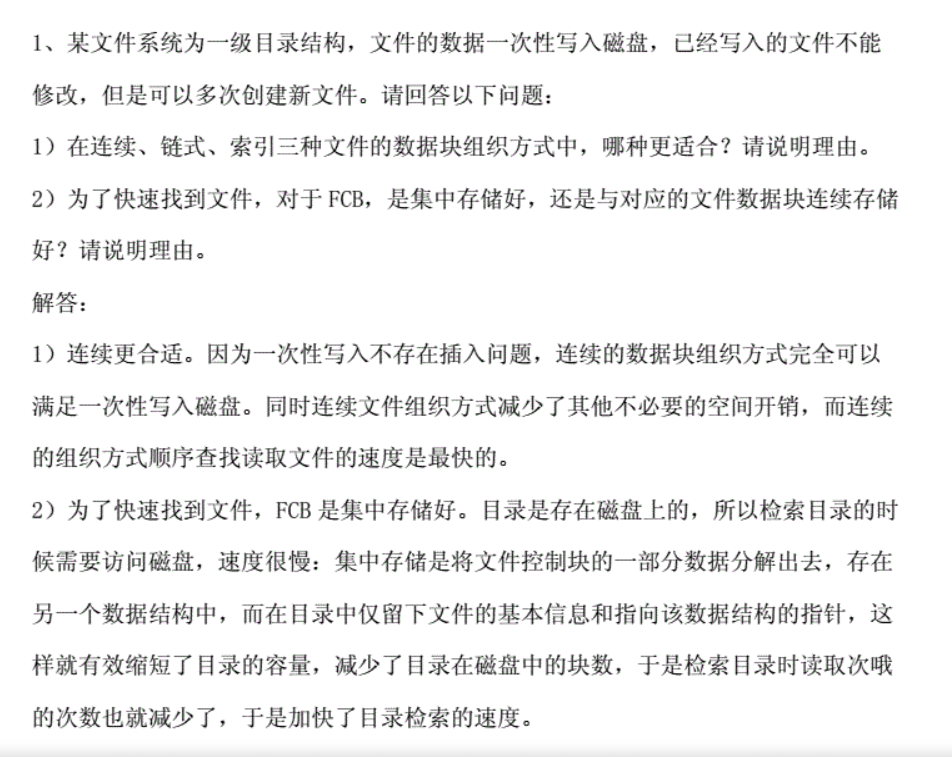 1、某文件系统为一级目录结构，文件的数据一次性写入磁盘，已经写入的文件不能
修改，但是可以多次创建新文件。请回答以下问题：
1）在连续、链式、索引三种文件的数据块组织方式中，哪种更适合？请说明理由。
2）为了快速找到文件，对于 FCB，是集中存储好，还是与对应的文件数据块连续存储
好？请说明理由。
解答：
1）连续更合适。因为一次性写入不存在插入问题，连续的数据块组织方式完全可以
满足一次性写入磁盘。同时连续文件组织方式减少了其他不必要的空间开销，而连续
的组织方式顺序查找读取文件的速度是最快的。
2）为了快速找到文件，FCB 是集中存储好。目录是存在磁盘上的，所以检索目录的时
候需要访问磁盘，速度很慢：集中存储是将文件控制块的一部分数据分解出去，存在
另一个数据结构中，而在目录中仅留下文件的基本信息和指向该数据结构的指针，这
样就有效缩短了目录的容量，减少了目录在磁盘中的块数，于是检索目录时读取次哦
的次数也就减少了，于是加快了目录检索的速度。